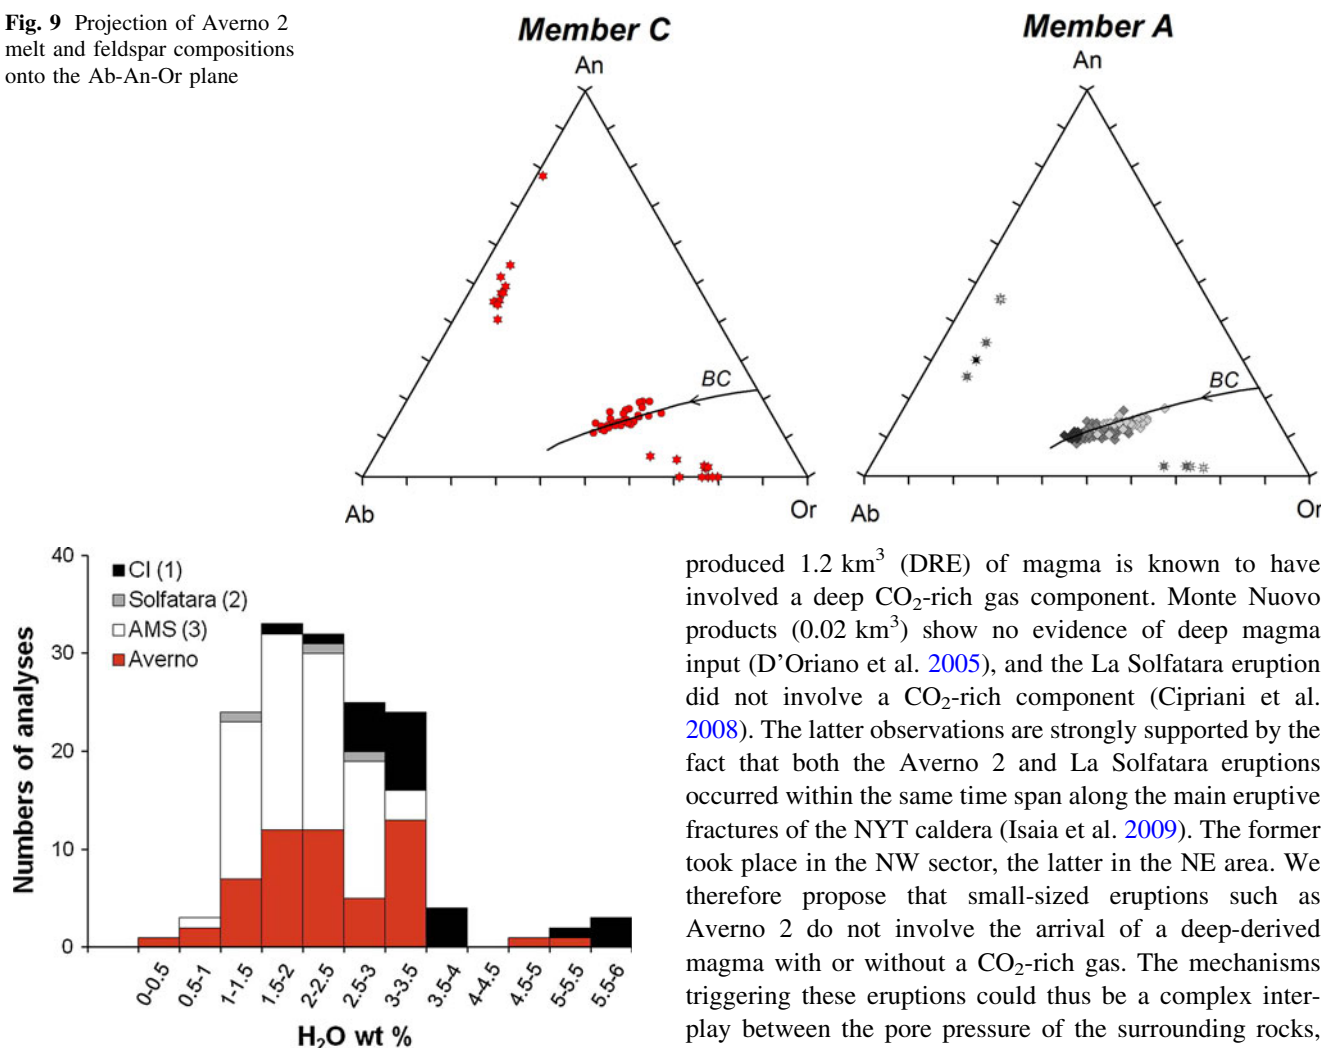 Fig. 9 Projection of Averno 2
melt and feldspar compositions
onto the Ab-An-Or plane
Member C
An
BC
Ab
Or
Member A
An
BC
Ab
Or
40
30
20
10
0
Numbers of analyses
CI (1)
Solfatara (2)
AMS (3)
Averno
0-0.5
0.5-1
1-1.5
1.5-2
2-2.5
2.5-3
3-3.5
3.5-4
4-4.5
4.5-5
5-5.5
5.5-6
H₂O wt %
produced 1.2 km³ (DRE) of magma is known to have
involved a deep CO₂-rich gas component. Monte Nuovo
products (0.02 km³) show no evidence of deep magma
input (D'Oriano et al. 2005), and the La Solfatara eruption
did not involve a CO₂-rich component (Cipriani et al.
2008). The latter observations are strongly supported by the
fact that both the Averno 2 and La Solfatara eruptions
occurred within the same time span along the main eruptive
fractures of the NYT caldera (Isaia et al. 2009). The former
took place in the NW sector, the latter in the NE area. We
therefore propose that small-sized eruptions such as
Averno 2 do not involve the arrival of a deep-derived
magma with or without a CO₂-rich gas. The mechanisms
triggering these eruptions could thus be a complex inter-
play between the pore pressure of the surrounding rocks,